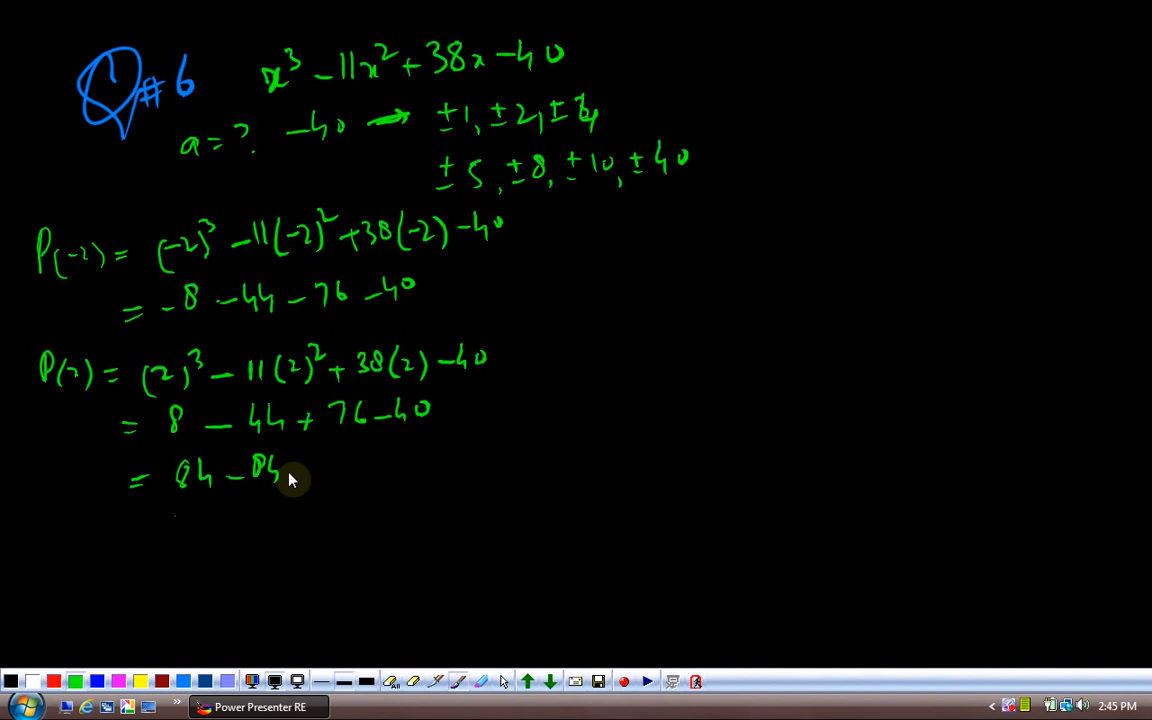 Q#6 x³ - 11x² + 38x - 40
a = ? -40 → ±1, ±2, ±4
±5, ±8, ±10, ±40
P(-2) = (-2)³ - 11(-2)² + 38(-2) - 40
= -8 - 44 - 76 - 40
P(2) = (2)³ - 11(2)² + 38(2) - 40
= 8 - 44 + 76 - 40
= 84 - 84
Power Presenter RE
2:45 PM